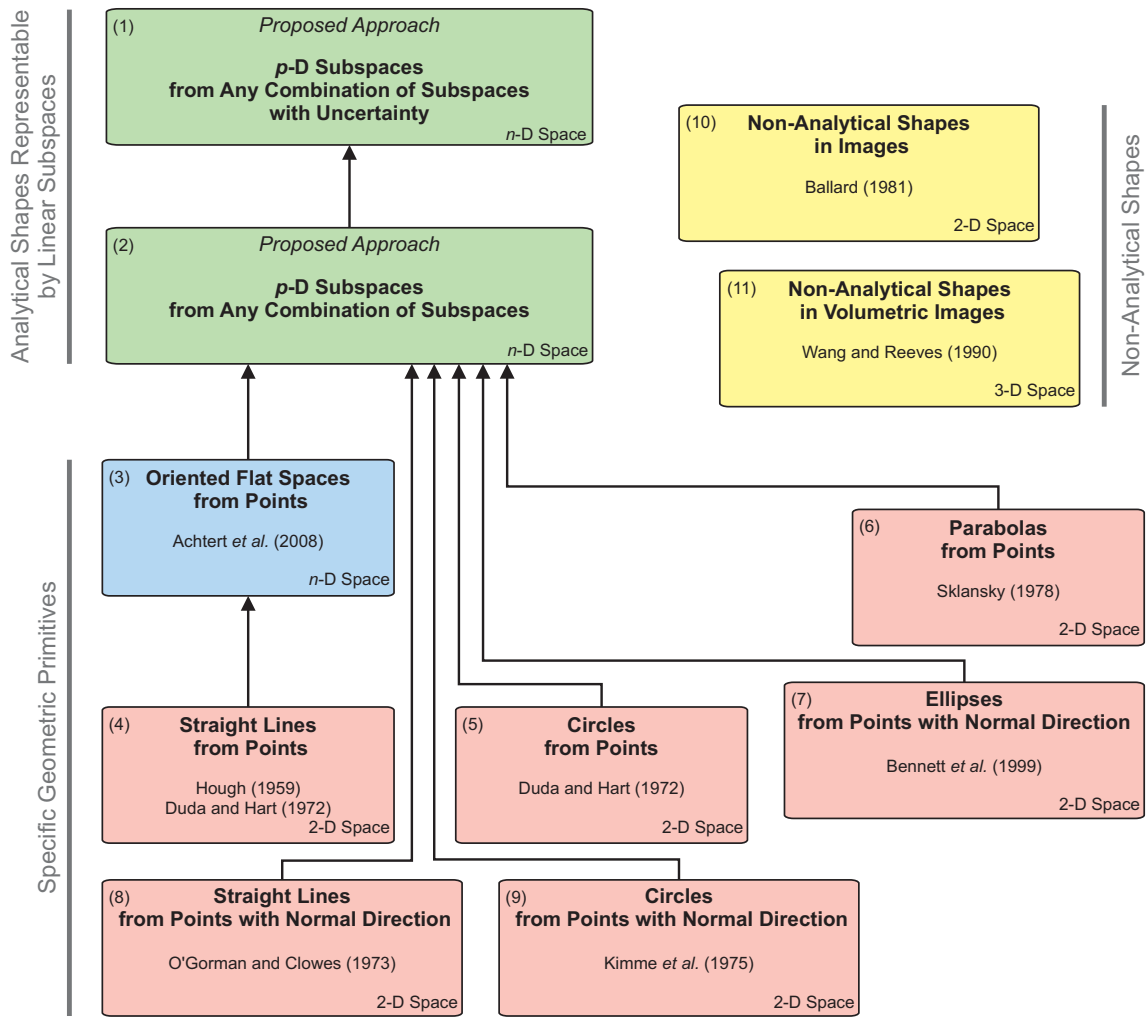 Analytical Shapes Representable
by Linear Subspaces
(1)
Proposed Approach
p-D Subspaces
from Any Combination of Subspaces
with Uncertainty
n-D Space
(2)
Proposed Approach
p-D Subspaces
from Any Combination of Subspaces
n-D Space
(10)
Non-Analytical Shapes
in Images
Ballard (1981)
2-D Space
(11)
Non-Analytical Shapes
in Volumetric Images
Wang and Reeves (1990)
3-D Space
Non-Analytical Shapes
Specific Geometric Primitives
(3)
Oriented Flat Spaces
from Points
Achtert et al. (2008)
n-D Space
(6)
Parabolas
from Points
Sklansky (1978)
2-D Space
(4)
Straight Lines
from Points
Hough (1959)
Duda and Hart (1972)
2-D Space
(5)
Circles
from Points
Duda and Hart (1972)
2-D Space
(7)
Ellipses
from Points with Normal Direction
Bennett et al. (1999)
2-D Space
(8)
Straight Lines
from Points with Normal Direction
O'Gorman and Clowes (1973)
2-D Space
(9)
Circles
from Points with Normal Direction
Kimme et al. (1975)
2-D Space